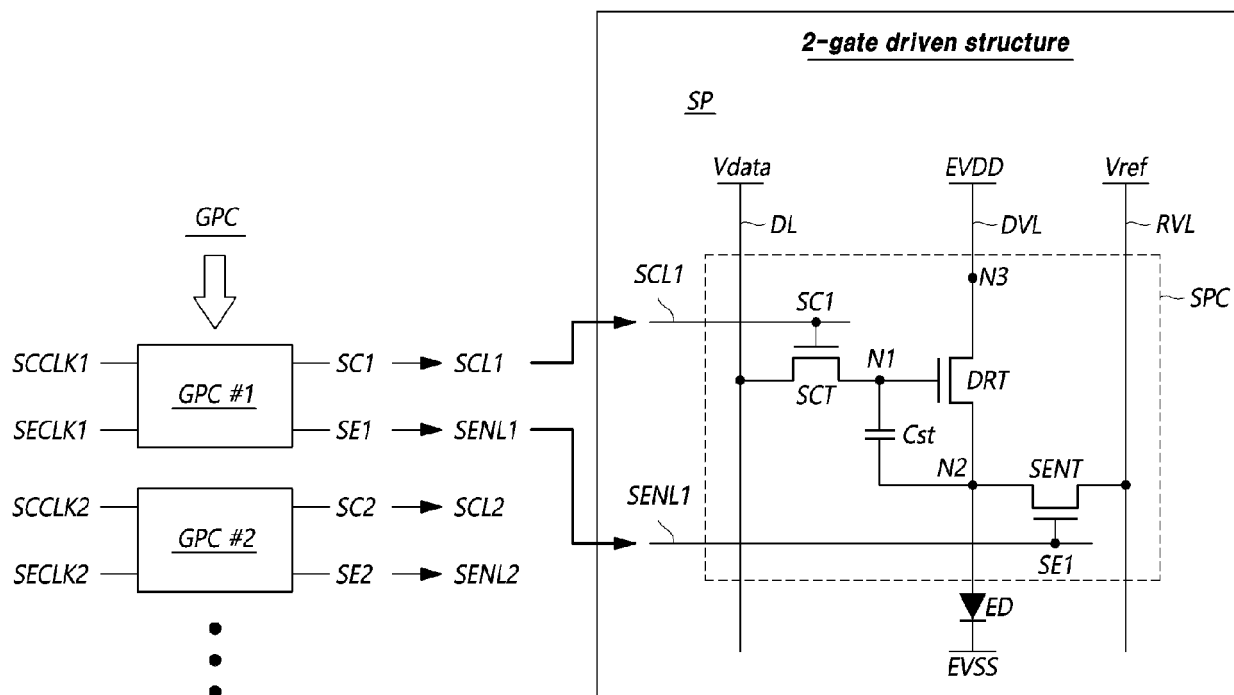 2-gate driven structure
SP
Vdata
EVDD
Vref
DL
DVL
RVL
GPC
SCL1
SC1
N3
SPC
SCCLK1
SC1
SCL1
GPC #1
N1
DRT
SCT
SECLK1
SE1
SENL1
Cst
N2
SENT
SCCLK2
SC2
SCL2
SENL1
GPC #2
SECLK2
SE2
SENL2
SE1
ED
EVSS